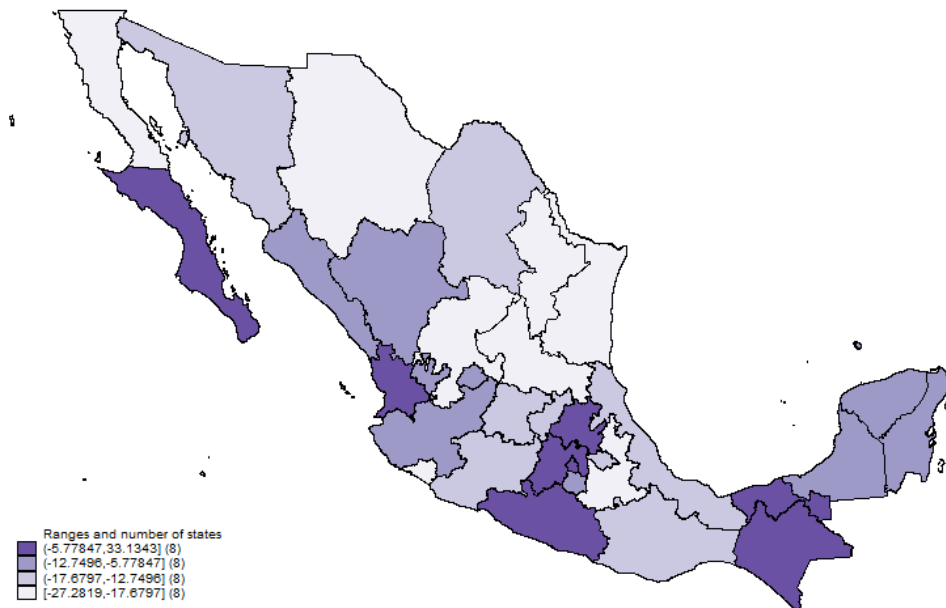 Ranges and number of states
(-5.77847,33.1343] (8)
(-12.7496,-5.77847] (8)
(-17.6797,-12.7496] (8)
[-27.2819,-17.6797] (8)